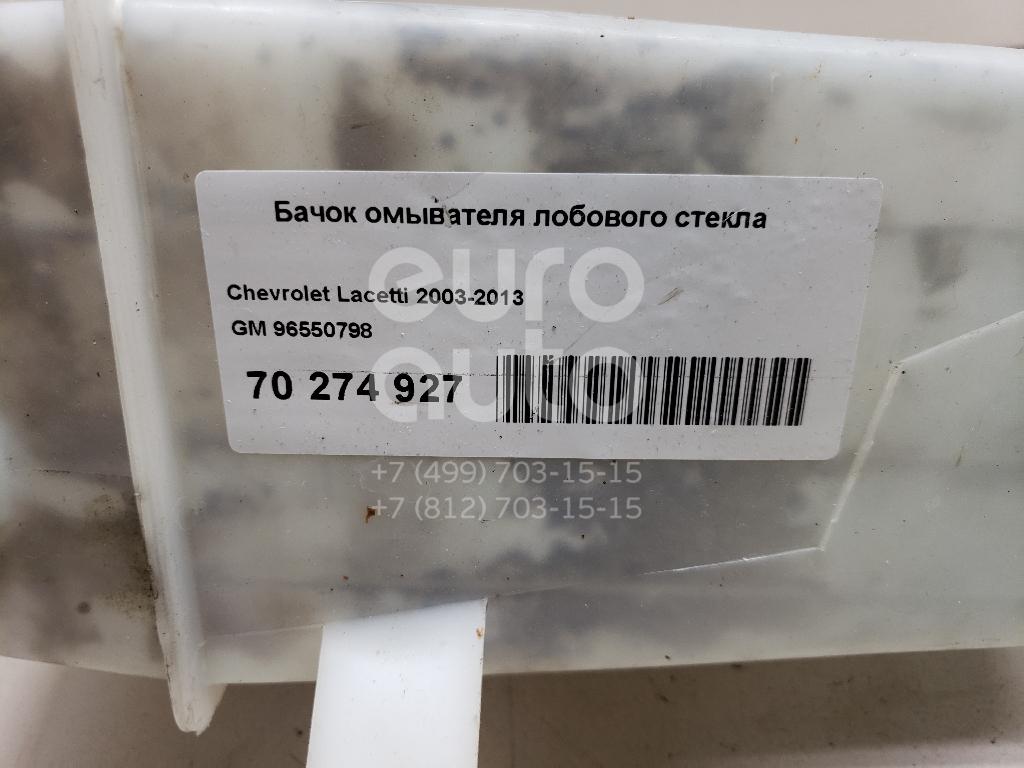 Бачок омывателя лобового стекла
euro
auto
Chevrolet Lacetti 2003-2013
GM 96550798
70 274 927
+7 (499) 703-15-15
+7 (812) 703-15-15